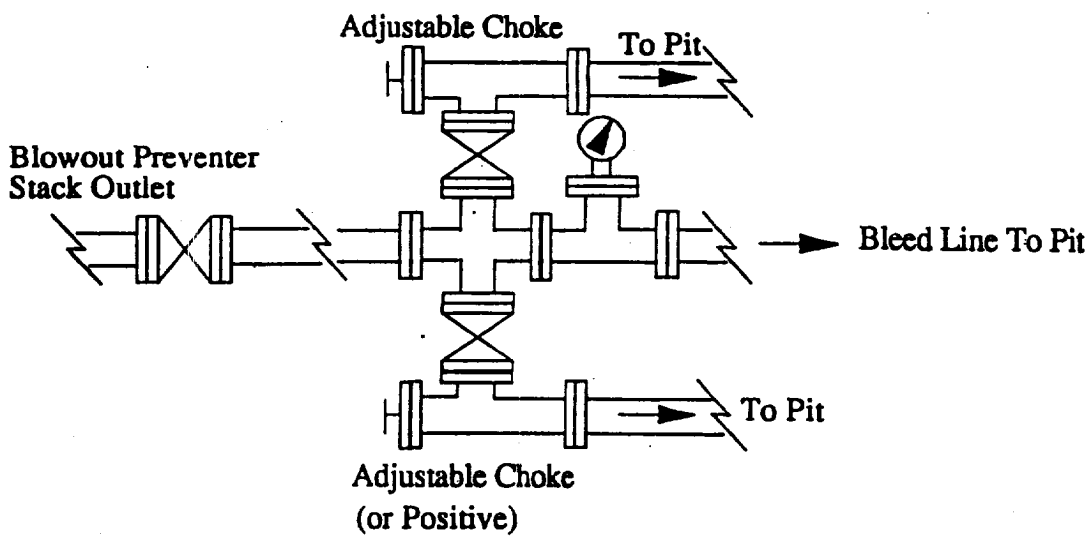 Adjustable Choke
To Pit
Blowout Preventer
Stack Outlet
Bleed Line To Pit
To Pit
Adjustable Choke
(or Positive)